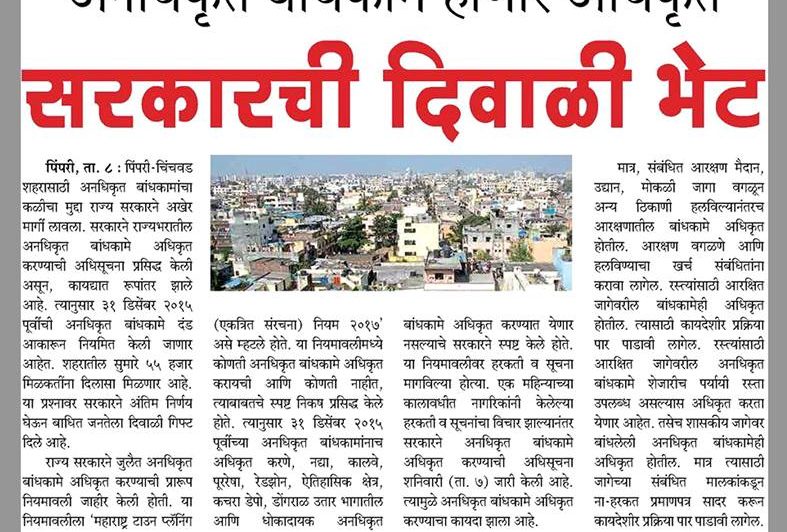 अनधिकृत बांधकामे होणार अधिकृत
सरकारची दिवाळी भेट
पिंपरी, ता. ८ : पिंपरी-चिंचवड
शहरासाठी अनधिकृत बांधकामांचा
कळीचा मुद्दा राज्य सरकारने अखेर
मार्गी लावला. सरकारने राज्यभरातील
अनधिकृत बांधकामे अधिकृत
करण्याची अधिसूचना प्रसिद्ध केली
असून, कायद्यात रूपांतर झाले
आहे. त्यानुसार ३१ डिसेंबर २०१५
पूर्वीची अनधिकृत बांधकामे दंड
आकारून नियमित केली जाणार
आहेत. शहरातील सुमारे ५५ हजार
मिळकतींना दिलासा मिळणार आहे.
या प्रश्नावर सरकारने अंतिम निर्णय
घेऊन बाधित जनतेला दिवाळी गिफ्ट
दिले आहे.
राज्य सरकारने जुलैत अनधिकृत
बांधकामे अधिकृत करण्याची प्रारूप
नियमावली जाहीर केली होती. या
नियमावलीला 'महाराष्ट्र टाउन प्लॅनिंग
(एकत्रित संरचना) नियम २०१७'
असे म्हटले होते. या नियमावलीमध्ये
कोणती अनधिकृत बांधकामे अधिकृत
करायची आणि कोणती नाहीत,
त्याबाबतचे स्पष्ट निकष प्रसिद्ध केले
होते. त्यानुसार ३१ डिसेंबर २०१५
पूर्वीच्या अनधिकृत बांधकामांनाच
अधिकृत करणे, नद्या, कालवे,
पूररेषा, रेडझोन, ऐतिहासिक क्षेत्र,
कचरा डेपो, डोंगराळ उतार भागातील
आणि धोकादायक अनधिकृत
बांधकामे अधिकृत करण्यात येणार
नसल्याचे सरकारने स्पष्ट केले होते.
या नियमावलीवर हरकती व सूचना
मागविल्या होत्या. एक महिन्याच्या
कालावधीत नागरिकांनी केलेल्या
हरकती व सूचनांचा विचार झाल्यानंतर
सरकारने अनधिकृत बांधकामे
अधिकृत करण्याची अधिसूचना
शनिवारी (ता. ७) जारी केली आहे.
त्यामुळे अनधिकृत बांधकामे अधिकृत
करण्याचा कायदा झाला आहे.
मात्र, संबंधित आरक्षण मैदान,
उद्यान, मोकळी जागा वगळून
अन्य ठिकाणी हलविल्यानंतरच
आरक्षणातील बांधकामे अधिकृत
होतील. आरक्षण वगळणे आणि
हलविण्याचा खर्च संबंधितांना
करावा लागेल. रस्त्यांसाठी आरक्षित
जागेवरील बांधकामेही अधिकृत
होतील. त्यासाठी कायदेशीर प्रक्रिया
पार पाडावी लागेल. रस्त्यांसाठी
आरक्षित जागेवरील अनधिकृत
बांधकामे शेजारीच पर्यायी रस्ता
उपलब्ध असल्यास अधिकृत करता
येणार आहेत. तसेच शासकीय जागेवर
बांधलेली अनधिकृत बांधकामेही
अधिकृत होतील. मात्र त्यासाठी
जागेच्या संबंधित मालकांकडून
ना-हरकत प्रमाणपत्र सादर करून
कायदेशीर प्रक्रिया पार पाडावी लागेल.